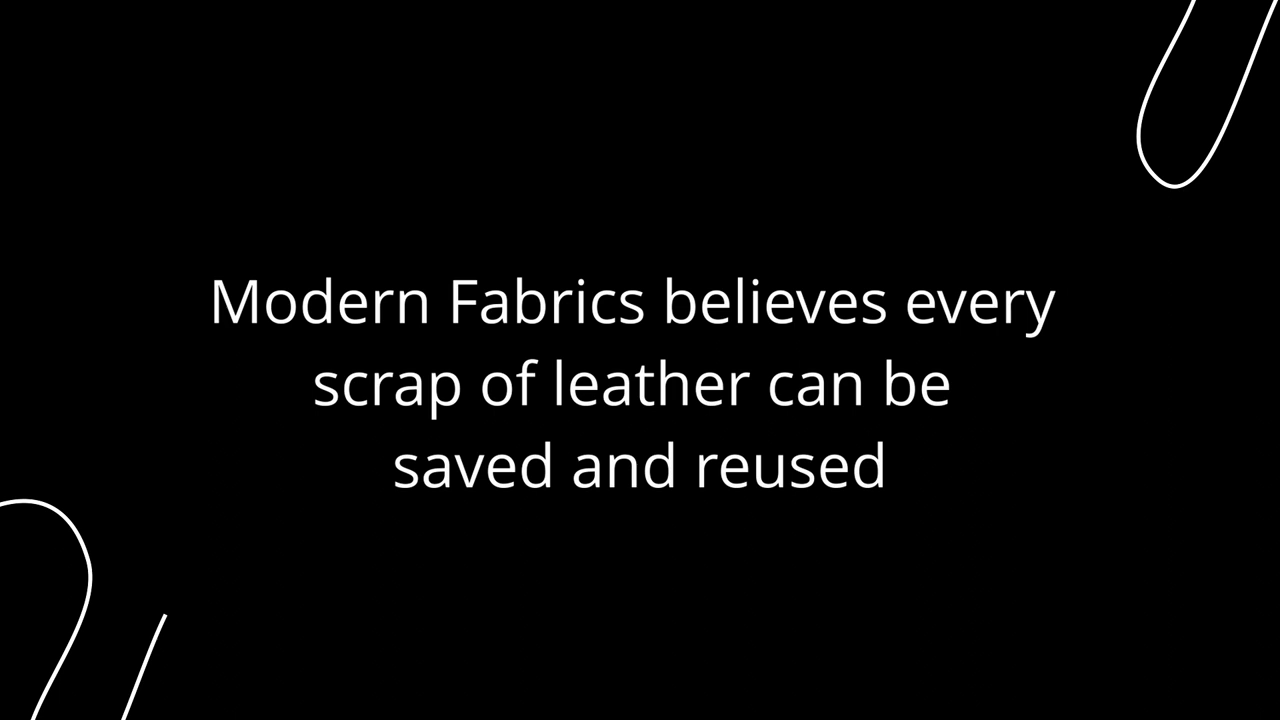 Modern Fabrics believes every
scrap of leather can be
saved and reused